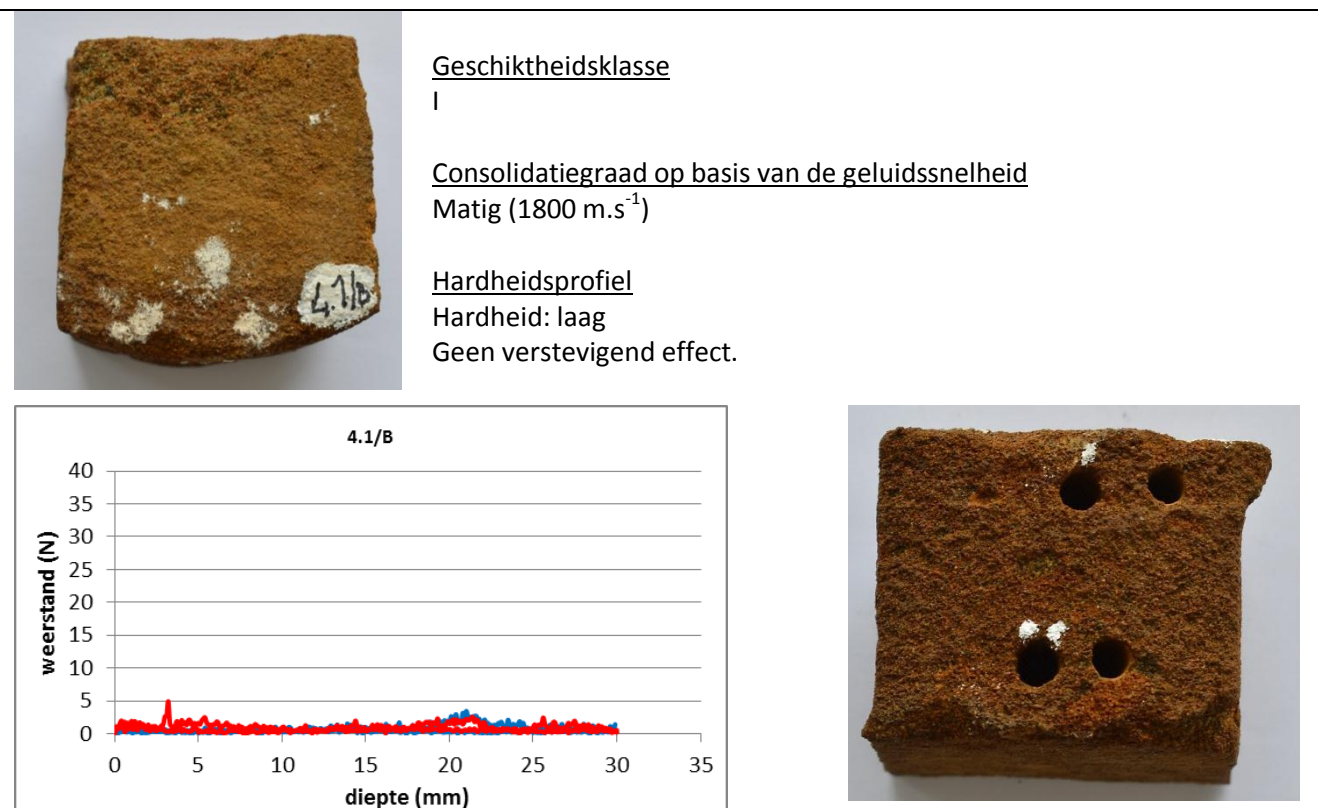 Geschiktheidsklasse
I
Consolidatiegraad op basis van de geluidssnelheid
Matig (1800 m.s⁻¹)
Hardheidsprofiel
Hardheid: laag
Geen verstevigend effect.
4.1/B
4.1/B
40
35
30
25
20
15
10
5
0
weerstand (N)
0 5 10 15 20 25 30 35
diepte (mm)